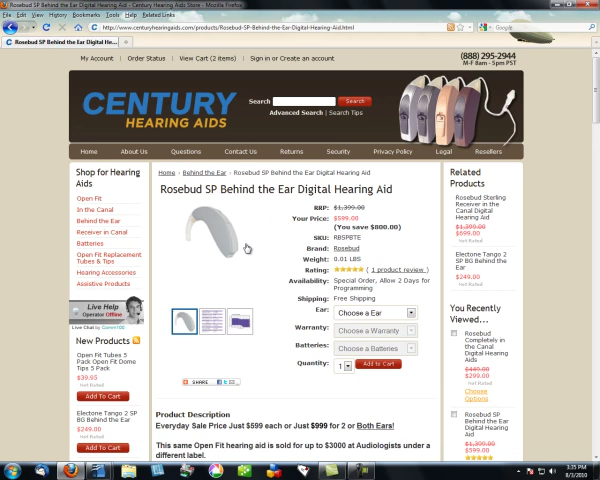 Rosebud SP Behind the Ear Digital Hearing Aid - Century Hearing Aids Store - Mozilla Firefox
File Edit View History Bookmarks Tools Help Related Links
http://www.centuryhearingaids.com/products/Rosebud-SP-Behind-the-Ear-Digital-Hearing-Aid.html
Google
Rosebud SP Behind the Ear Digital He...
My Account | Order Status | View Cart (2 items) | Sign in or Create an account
(888) 295-2944
M-F 8am - 5pm PST
CENTURY
HEARING AIDS
Search
Search
Advanced Search | Search Tips
Home About Us Questions Contact Us Returns Security Privacy Policy Legal Resellers
Shop for Hearing Aids
Open Fit
In the Canal
Behind the Ear
Receiver in Canal
Batteries
Open Fit Replacement Tubes & Tips
Hearing Accessories
Assistive Products
Live Help
Operator Offline
Live Chat by Comm100
New Products
Open Fit Tubes 5
Pack Open Fit Dome
Tips 5 Pack
$39.95
Not Rated
Add To Cart
Electone Tango 2 SP
BG Behind the Ear
$249.00
Not Rated
Add To Cart
Home › Behind the Ear › Rosebud SP Behind the Ear Digital Hearing Aid
Rosebud SP Behind the Ear Digital Hearing Aid
RRP: $1,399.00
Your Price: $599.00
(You save $800.00)
SKU: RBSPBTE
Brand: Rosebud
Weight: 0.01 LBS
Rating: ( 1 product review )
Availability: Special Order, Allow 2 Days for Programming
Shipping: Free Shipping
Ear: Choose a Ear
Warranty: Choose a Warranty
Batteries: Choose a Batteries
Quantity: 1 Add to Cart
SHARE
Product Description
Everyday Sale Price Just $599 each or Just $999 for 2 or Both Ears!
This same Open Fit hearing aid is sold for up to $3000 at Audiologists under a
different label.
Related
Products
Rosebud Sterling
Receiver in the
Canal Digital
Hearing Aid
$1,399.00
$699.00
Not Rated
Electone Tango 2
SP BG Behind the
Ear
$249.00
Not Rated
You Recently
Viewed...
Rosebud
Completely in
the Canal
Digital Hearing
Aids
$449.00
$299.00
Not Rated
Choose
Options
Rosebud SP
Behind the Ear
Digital Hearing
Aid
$1,399.00
$599.00
3:35 PM
8/3/2010